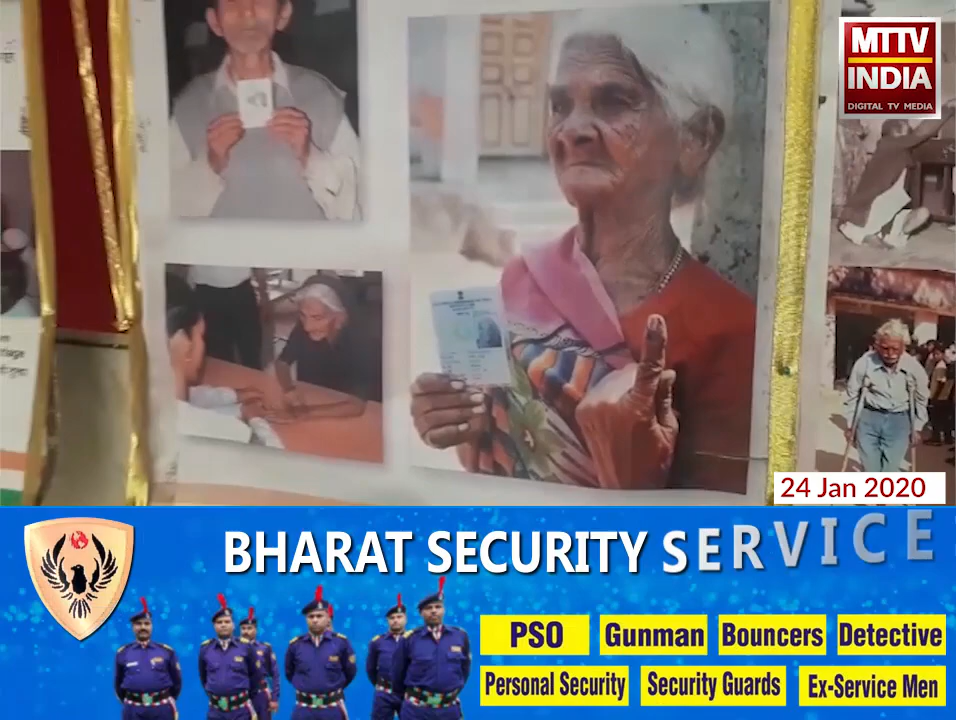 MTTV
INDIA
DIGITAL TV MEDIA
24 Jan 2020
BHARAT SECURITY SERVICE
PSO
Gunman
Bouncers
Detective
Personal Security
Security Guards
Ex-Service Men